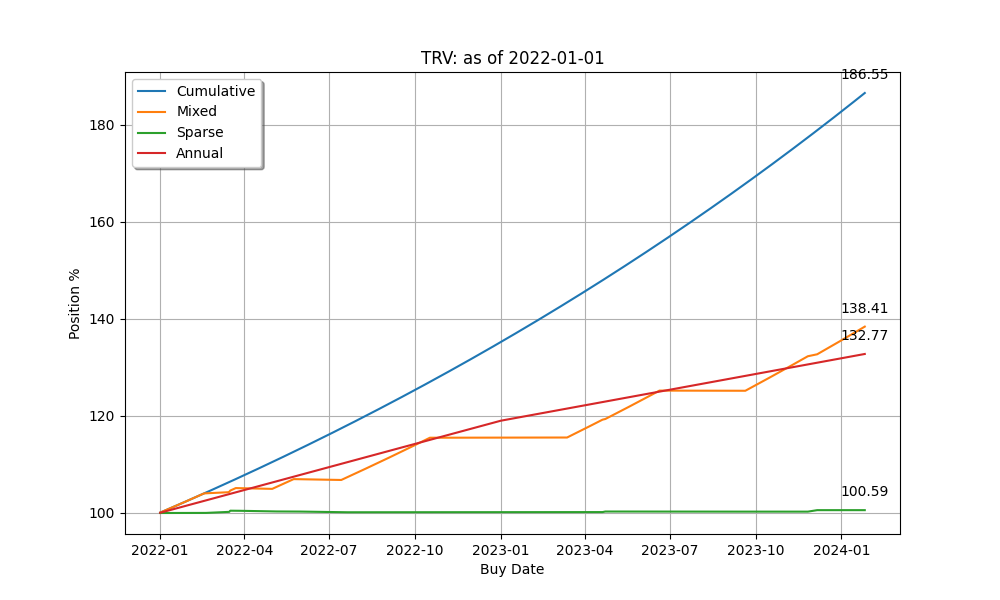 TRV: as of 2022-01-01
Cumulative
Mixed
Sparse
Annual
186.55
138.41
132.77
100.59
Position %
180
160
140
120
100
2022-01 2022-04 2022-07 2022-10 2023-01 2023-04 2023-07 2023-10 2024-01
Buy Date